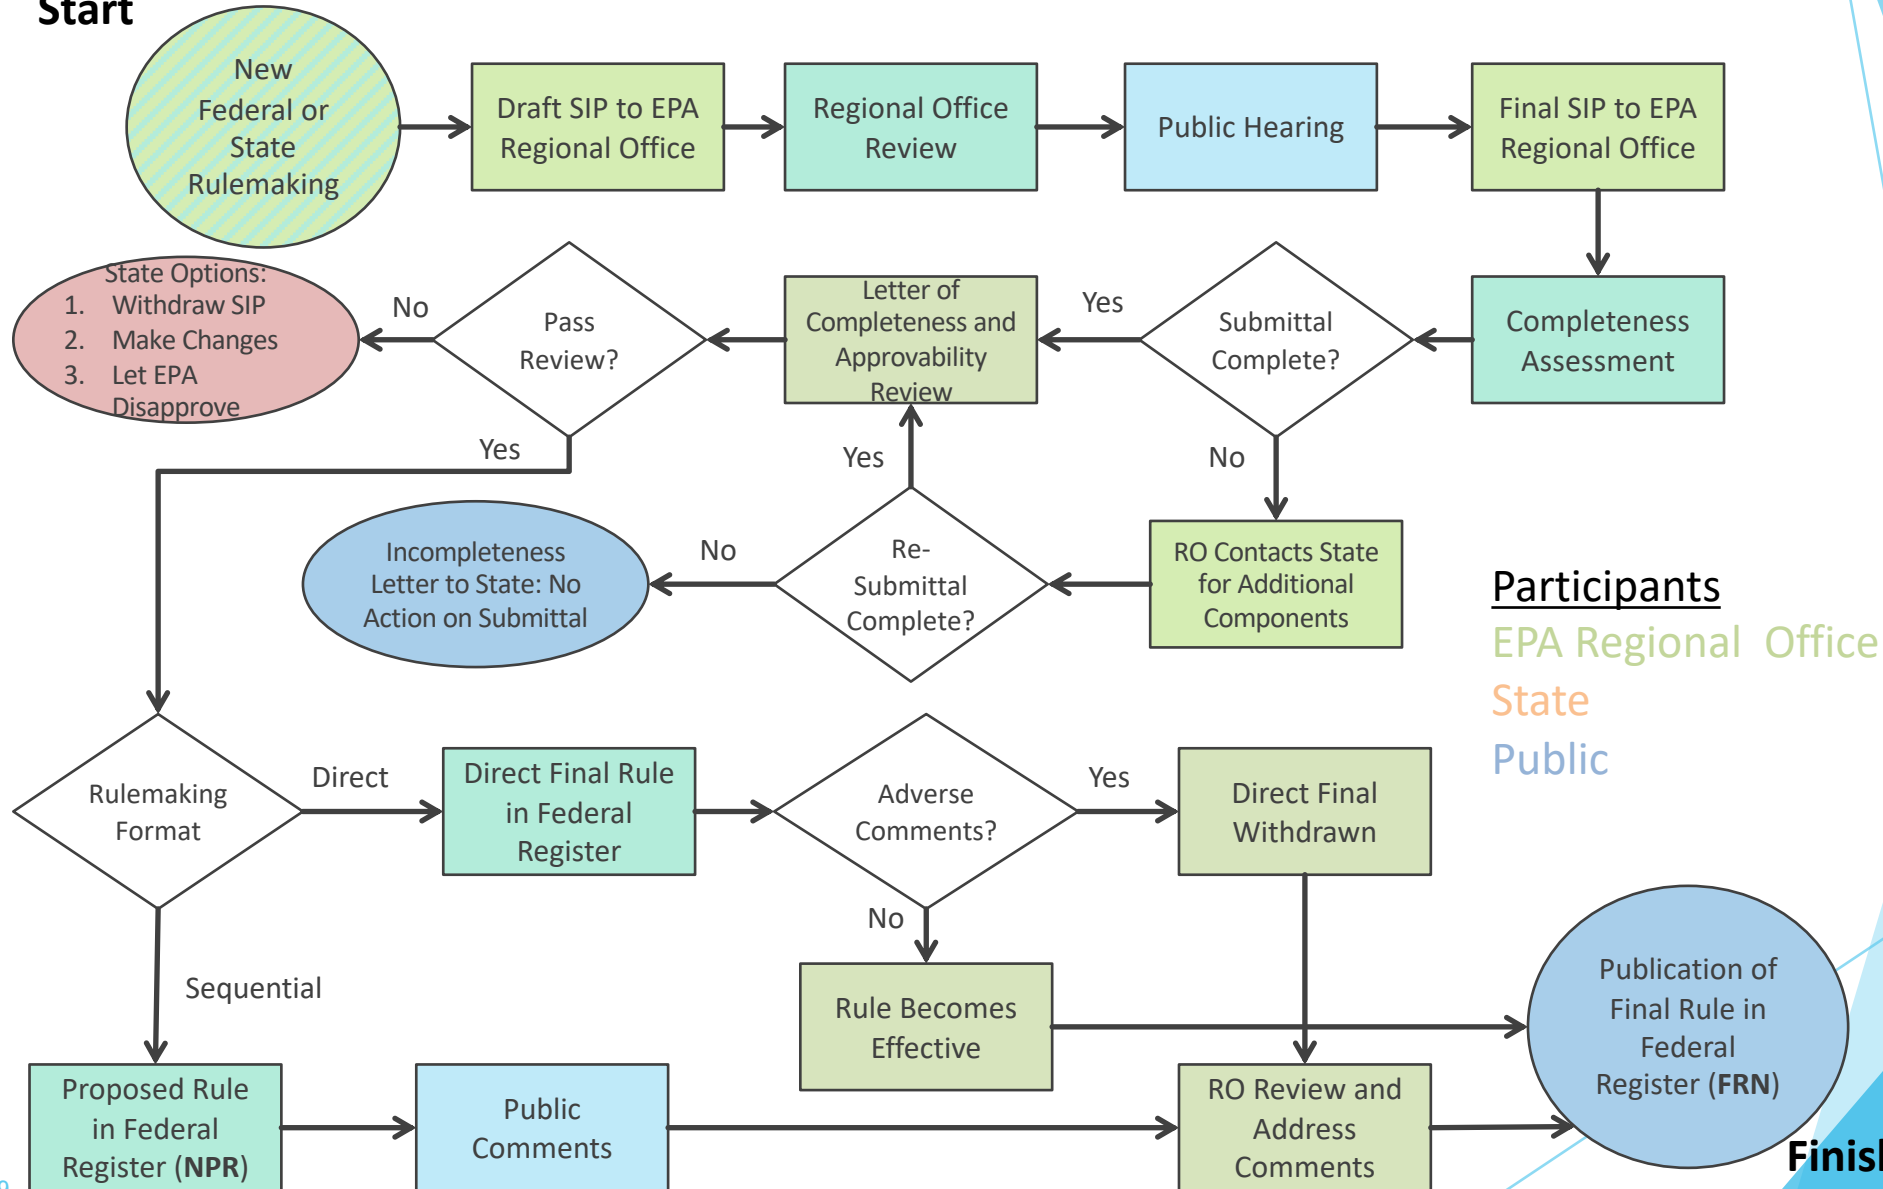 Start
New
Federal or
State
Rulemaking
Draft SIP to EPA
Regional Office
Regional Office
Review
Public Hearing
Final SIP to EPA
Regional Office
State Options:
1. Withdraw SIP
2. Make Changes
3. Let EPA
Disapprove
No
Pass
Review?
Letter of
Completeness and
Approvability
Review
Yes
Submittal
Complete?
Completeness
Assessment
Yes
Yes
No
Incompleteness
Letter to State: No
Action on Submittal
No
Re-
Submittal
Complete?
RO Contacts State
for Additional
Components
Participants
EPA Regional Office
State
Public
Rulemaking
Format
Direct
Direct Final Rule
in Federal
Register
Adverse
Comments?
Yes
Direct Final
Withdrawn
No
Sequential
Rule Becomes
Effective
Publication of
Final Rule in
Federal
Register (FRN)
Proposed Rule
in Federal
Register (NPR)
Public
Comments
RO Review and
Address
Comments
Finish